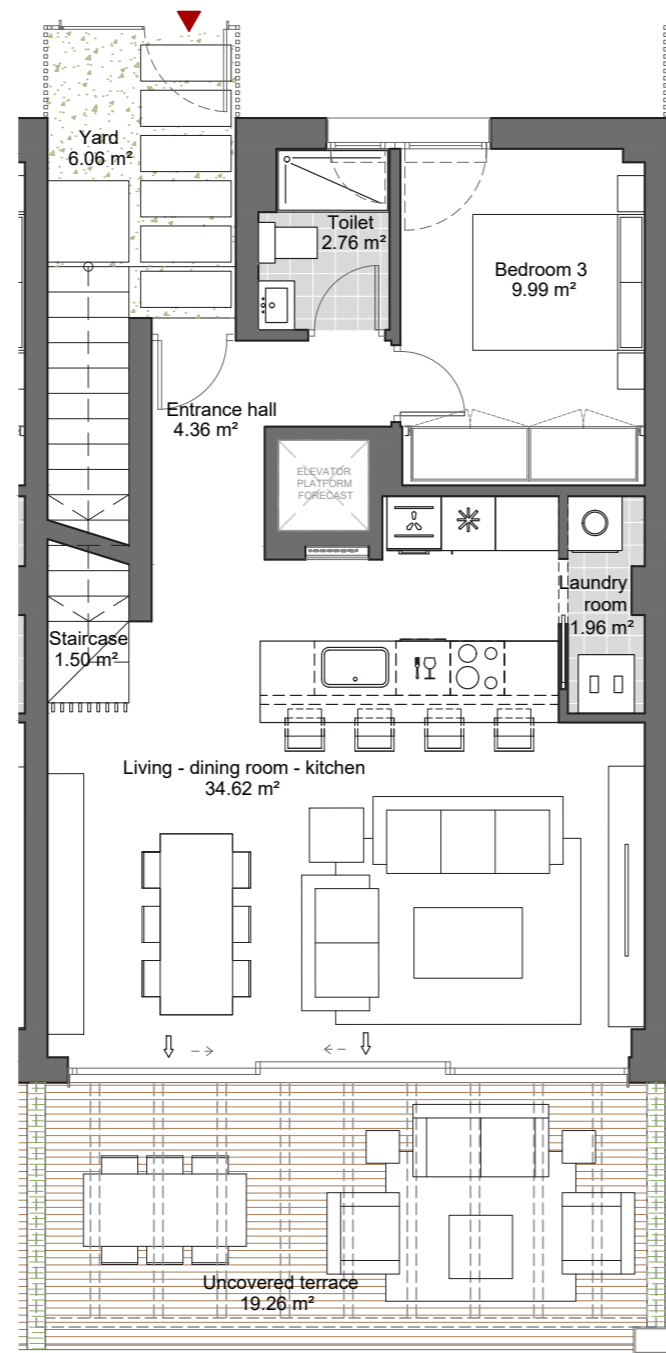 Yard
6.06 m²
Toilet
2.76 m²
Bedroom 3
9.99 m²
Entrance hall
4.36 m²
ELEVATOR
PLATFORM
FORECAST
Laundry
room
1.96 m²
Staircase
1.50 m²
Living - dining room - kitchen
34.62 m²
Uncovered terrace
19.26 m²